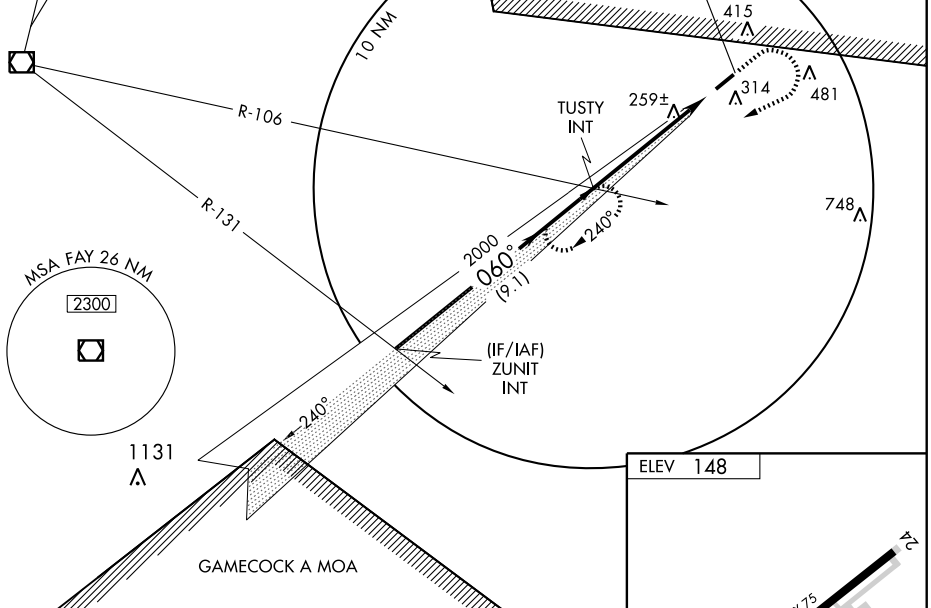 10 NM
415
314
481
259±
TUSTY
INT
R-106
R-131
748
240°
2000
060°
(9.1)
MSA FAY 26 NM
2300
(IF/IAF)
ZUNIT
INT
240°
1131
ELEV 148
GAMECOCK A MOA
24